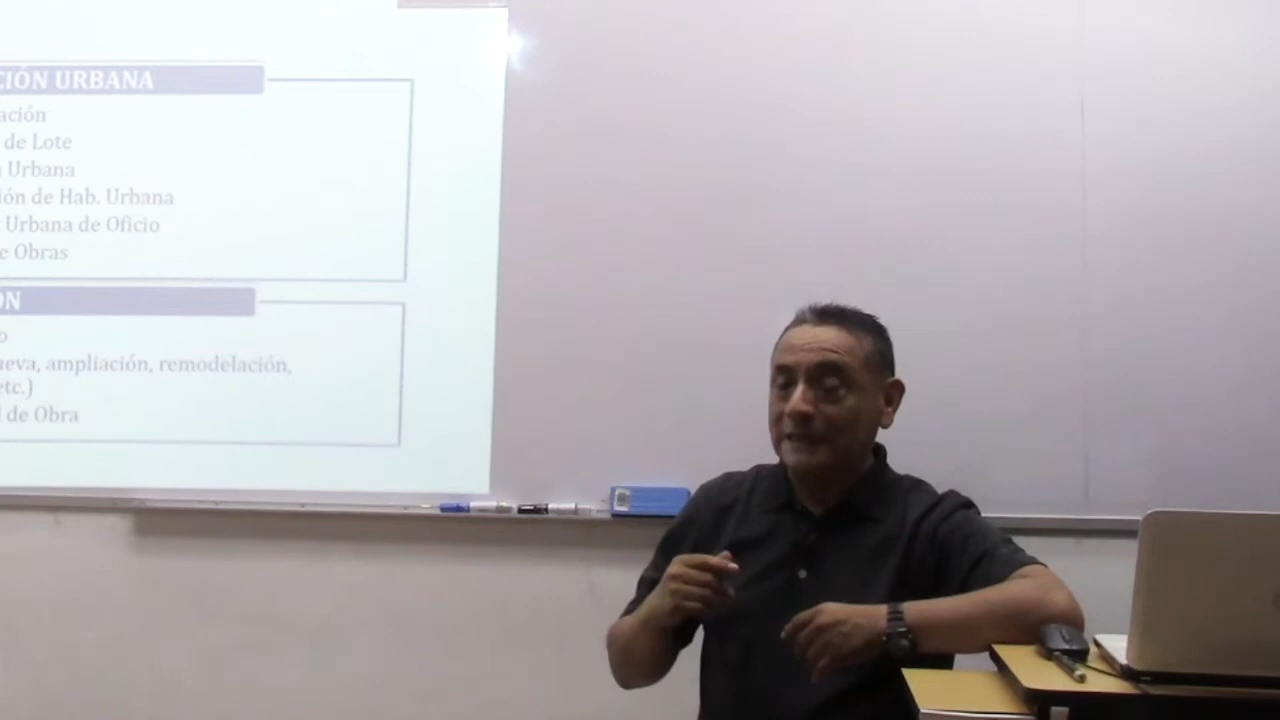 CIÓN URBANA
ación
de Lote
Urbana
ión de Hab. Urbana
Urbana de Oficio
e Obras
ÓN
o
ueva, ampliación, remodelación,
etc.)
de Obra